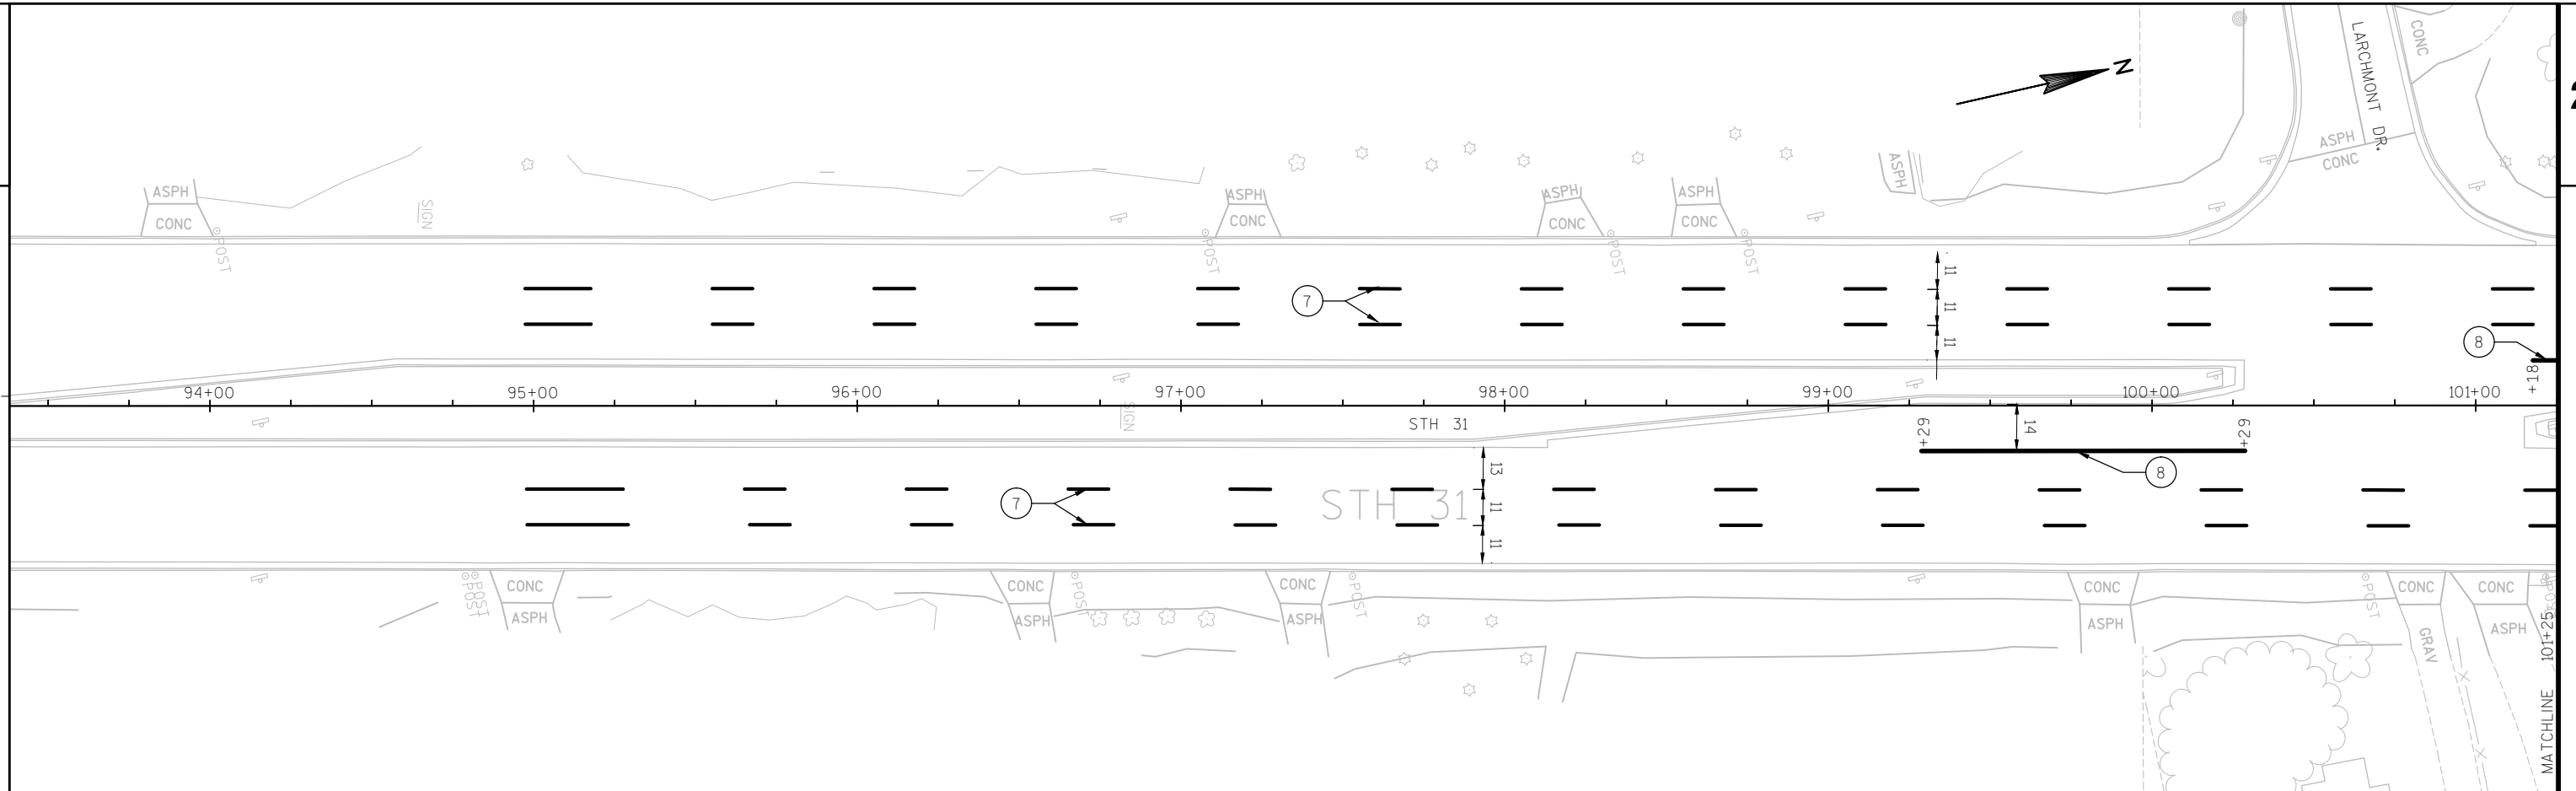 LARCHMONT DR.
CONC
N
2
ASPH
CONC
ASPH
CONC
SIGN
POST
ASPH
CONC
POST
ASPH
CONC
POST
ASPH
CONC
POST
ASPH
7
11
11
11
8
94+00
95+00
96+00
97+00
98+00
99+00
100+00
101+00
+18
SIGN
STH 31
+29
14
+29
8
7
STH 31
13
11
11
POST
POST
CONC
ASPH
CONC
ASPH
POST
CONC
ASPH
POST
CONC
ASPH
POST
CONC
GRAV
CONC
ASPH
POST
MATCHLINE 101+25